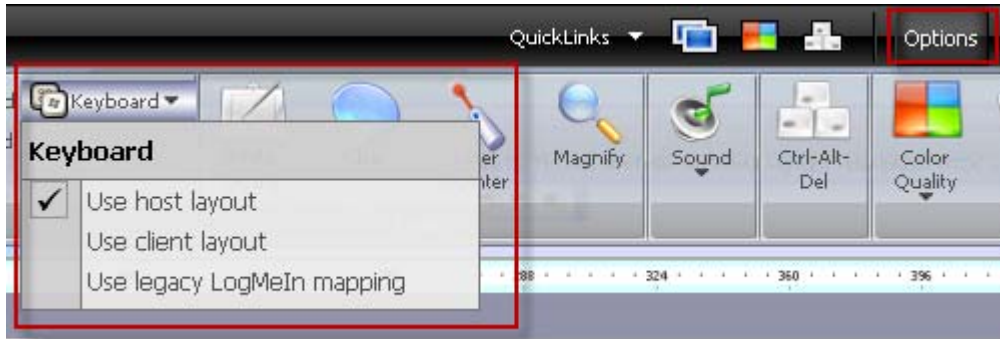 QuickLinks
Options
Keyboard
Keyboard
Use host layout
Use client layout
Use legacy LogMeIn mapping
Magnify
Sound
Ctrl-Alt-
Del
Color
Quality
324
360
396